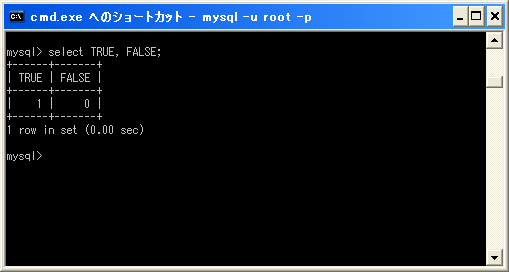 cmd.exe へのショートカット - mysql -u root -p
mysql> select TRUE, FALSE;
+------+-------+
| TRUE | FALSE |
+------+-------+
|    1 |     0 |
+------+-------+
1 row in set (0.00 sec)
mysql>